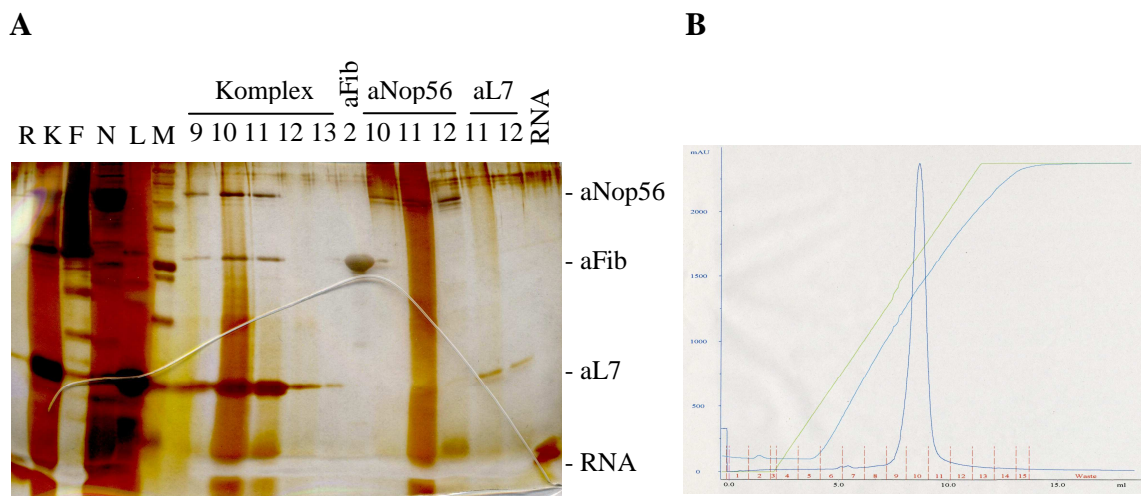 A
B
Komplex aFib aNop56 aL7 RNA
R K F N L M 9 10 11 12 13 2 10 11 12 11 12
- aNop56
- aFib
- aL7
- RNA
mAU
2000
1500
1000
500
0
1 2 3 4 5 6 7 8 9 10 11 12 13 14 15 Waste
0.0 5.0 10.0 15.0 ml